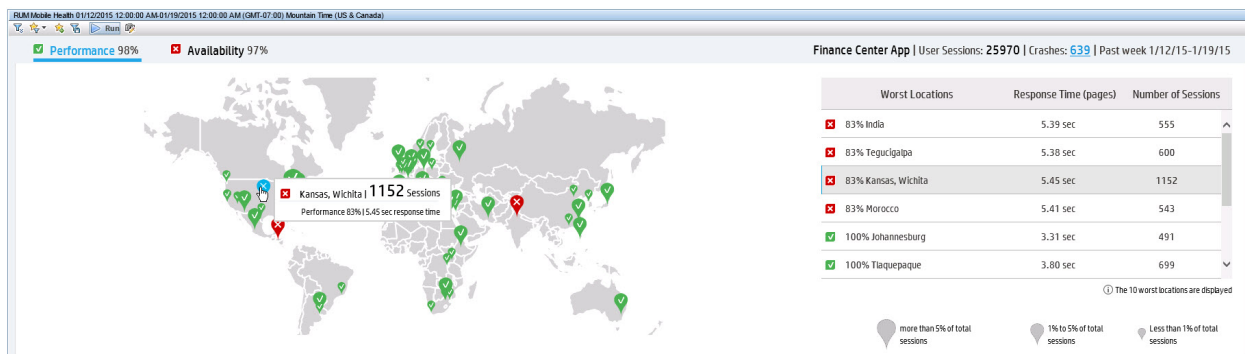 RUM Mobile Health 01/12/2015 12:00:00 AM-01/19/2015 12:00:00 AM (GMT-07:00) Mountain Time (US & Canada)
Run
Performance 98% Availability 97% Finance Center App | User Sessions: 25970 | Crashes: 639 | Past week 1/12/15-1/19/15
Worst Locations Response Time (pages) Number of Sessions
83% India 5.39 sec 555
83% Tegucigalpa 5.38 sec 600
83% Kansas, Wichita 5.45 sec 1152
83% Morocco 5.41 sec 543
100% Johannesburg 3.31 sec 491
100% Tlaquepaque 3.80 sec 699
Kansas, Wichita | 1152 Sessions
Performance 83% | 5.45 sec response time
The 10 worst locations are displayed
more than 5% of total sessions
1% to 5% of total sessions
Less than 1% of total sessions